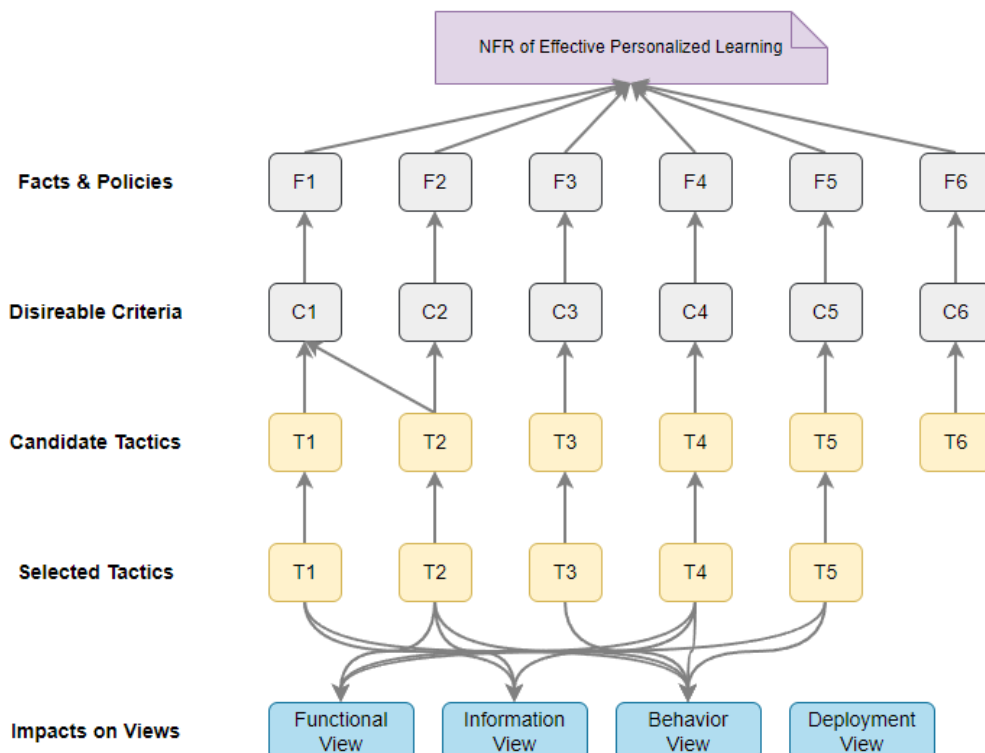 NFR of Effective Personalized Learning
Facts & Policies
F1
F2
F3
F4
F5
F6
Disireable Criteria
C1
C2
C3
C4
C5
C6
Candidate Tactics
T1
T2
T3
T4
T5
T6
Selected Tactics
T1
T2
T3
T4
T5
Impacts on Views
Functional
View
Information
View
Behavior
View
Deployment
View